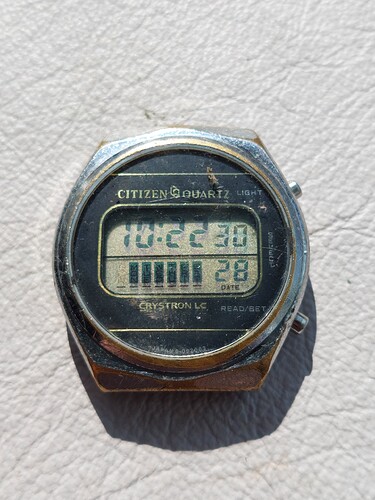 CITIZEN QUARTZ LIGHT
10:22 30
28
DATE
CRYSTRON LC
READ/SET